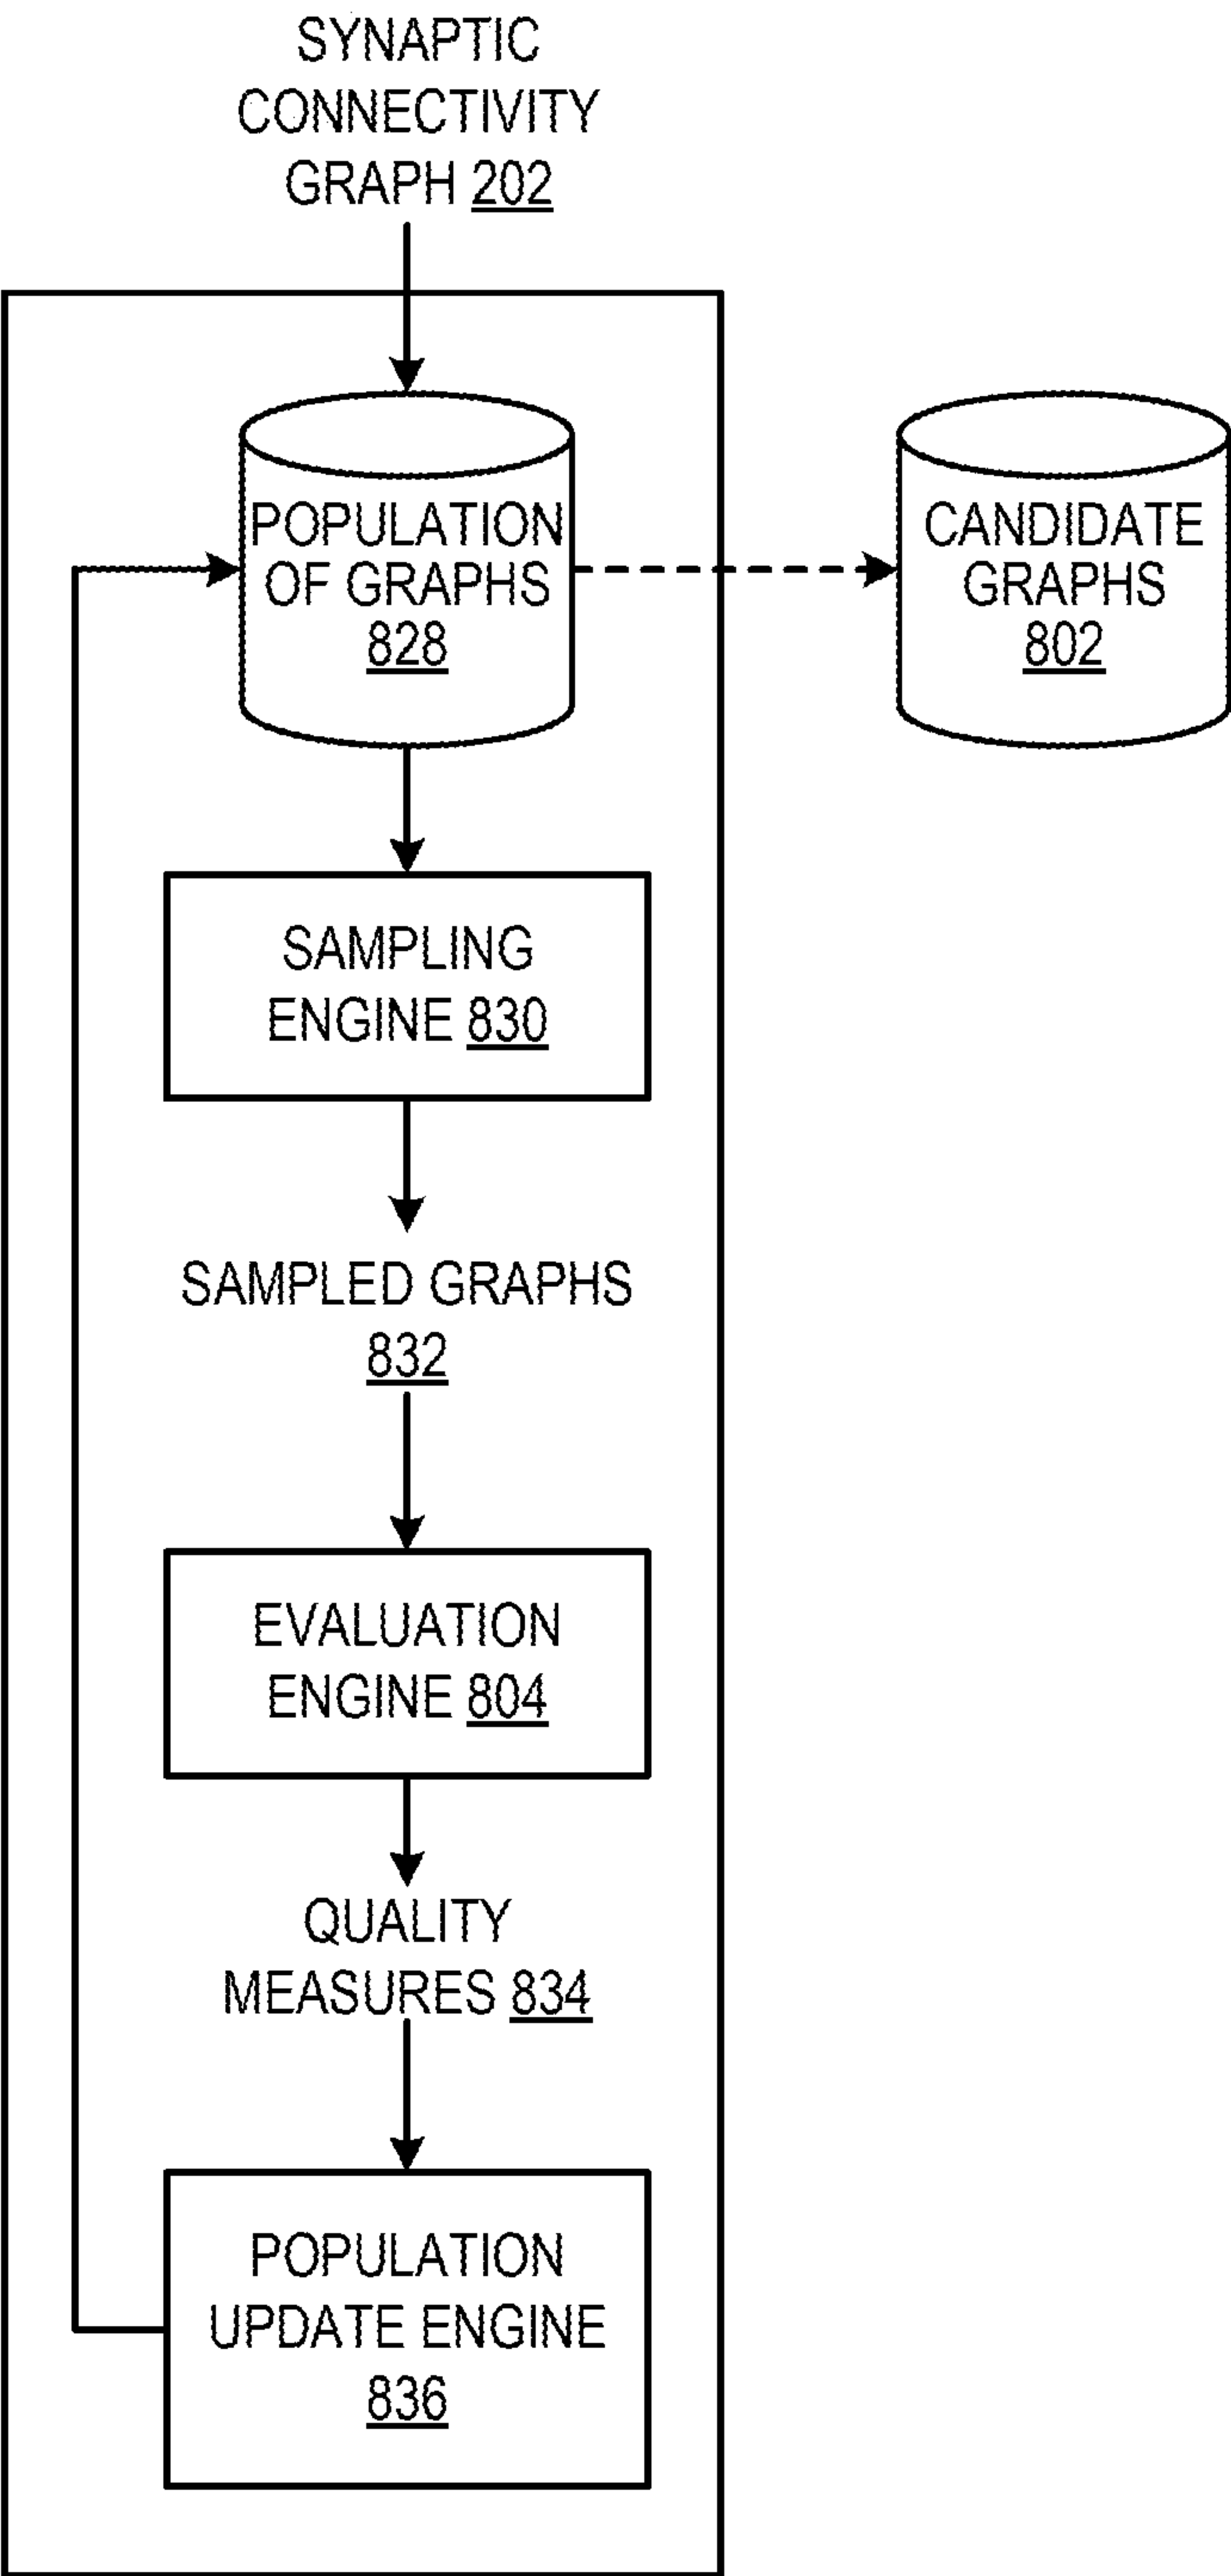 SYNAPTIC
CONNECTIVITY
GRAPH 202
POPULATION
OF GRAPHS
828
CANDIDATE
GRAPHS
802
SAMPLING
ENGINE 830
SAMPLED GRAPHS
832
EVALUATION
ENGINE 804
QUALITY
MEASURES 834
POPULATION
UPDATE ENGINE
836